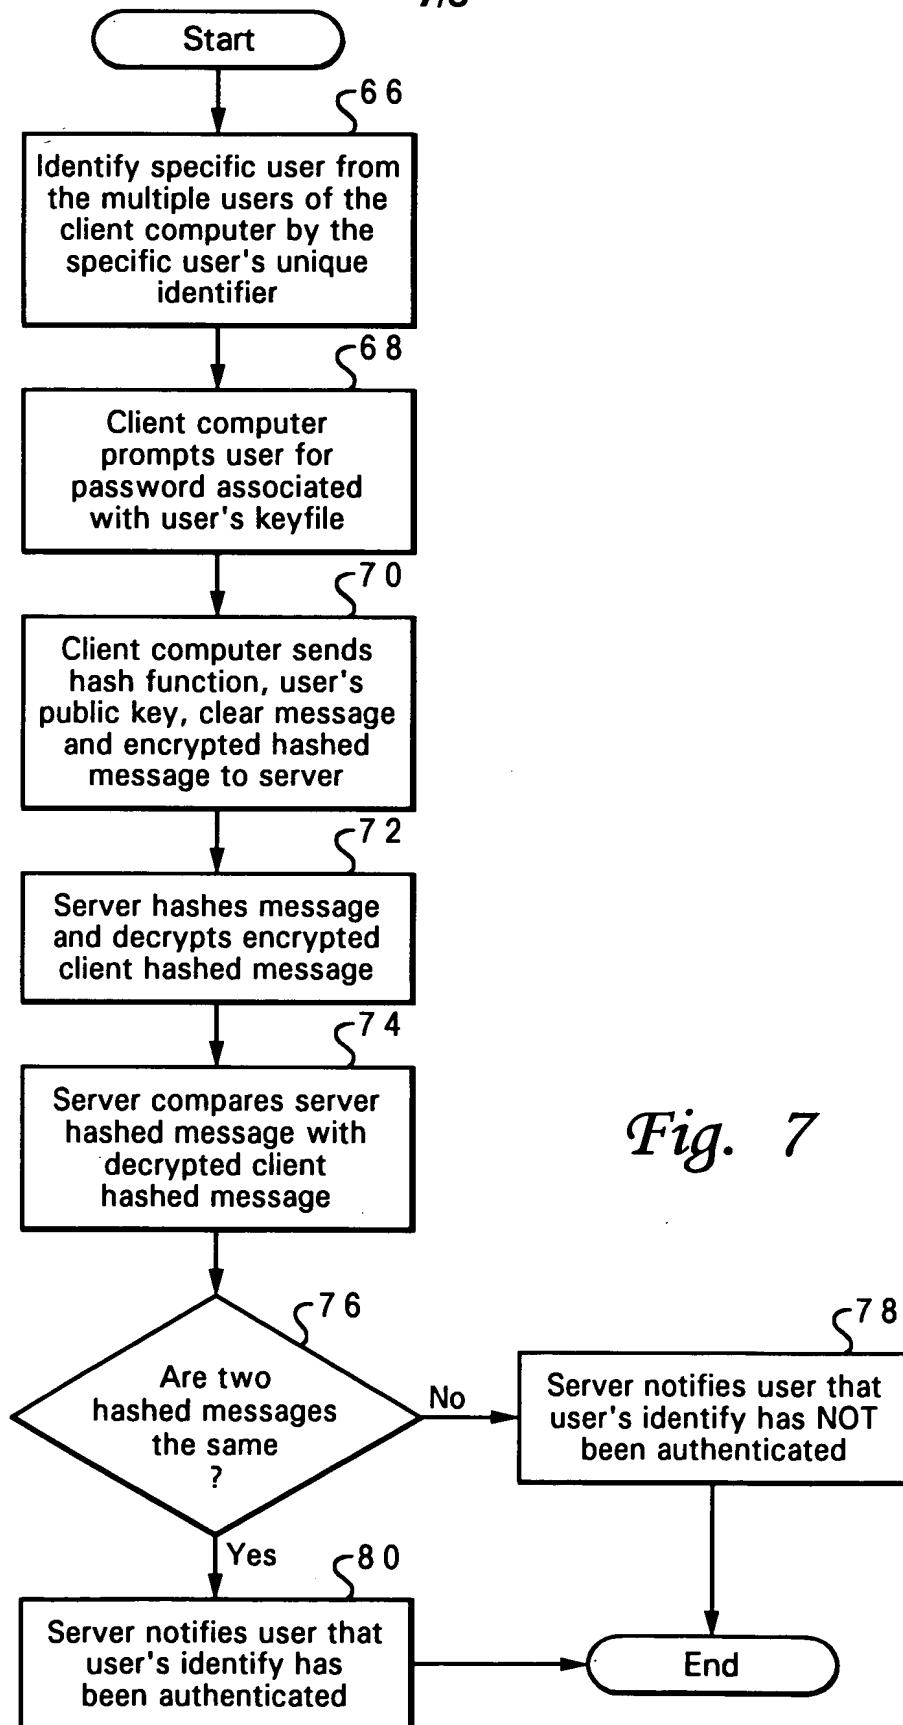 Start
66
Identify specific user from
the multiple users of the
client computer by the
specific user's unique
identifier
68
Client computer
prompts user for
password associated
with user's keyfile
70
Client computer sends
hash function, user's
public key, clear message
and encrypted hashed
message to server
72
Server hashes message
and decrypts encrypted
client hashed message
74
Server compares server
hashed message with
decrypted client
hashed message
Fig. 7
76
Are two
hashed messages
the same
?
No
78
Server notifies user that
user's identify has NOT
been authenticated
Yes
80
Server notifies user that
user's identify has
been authenticated
End